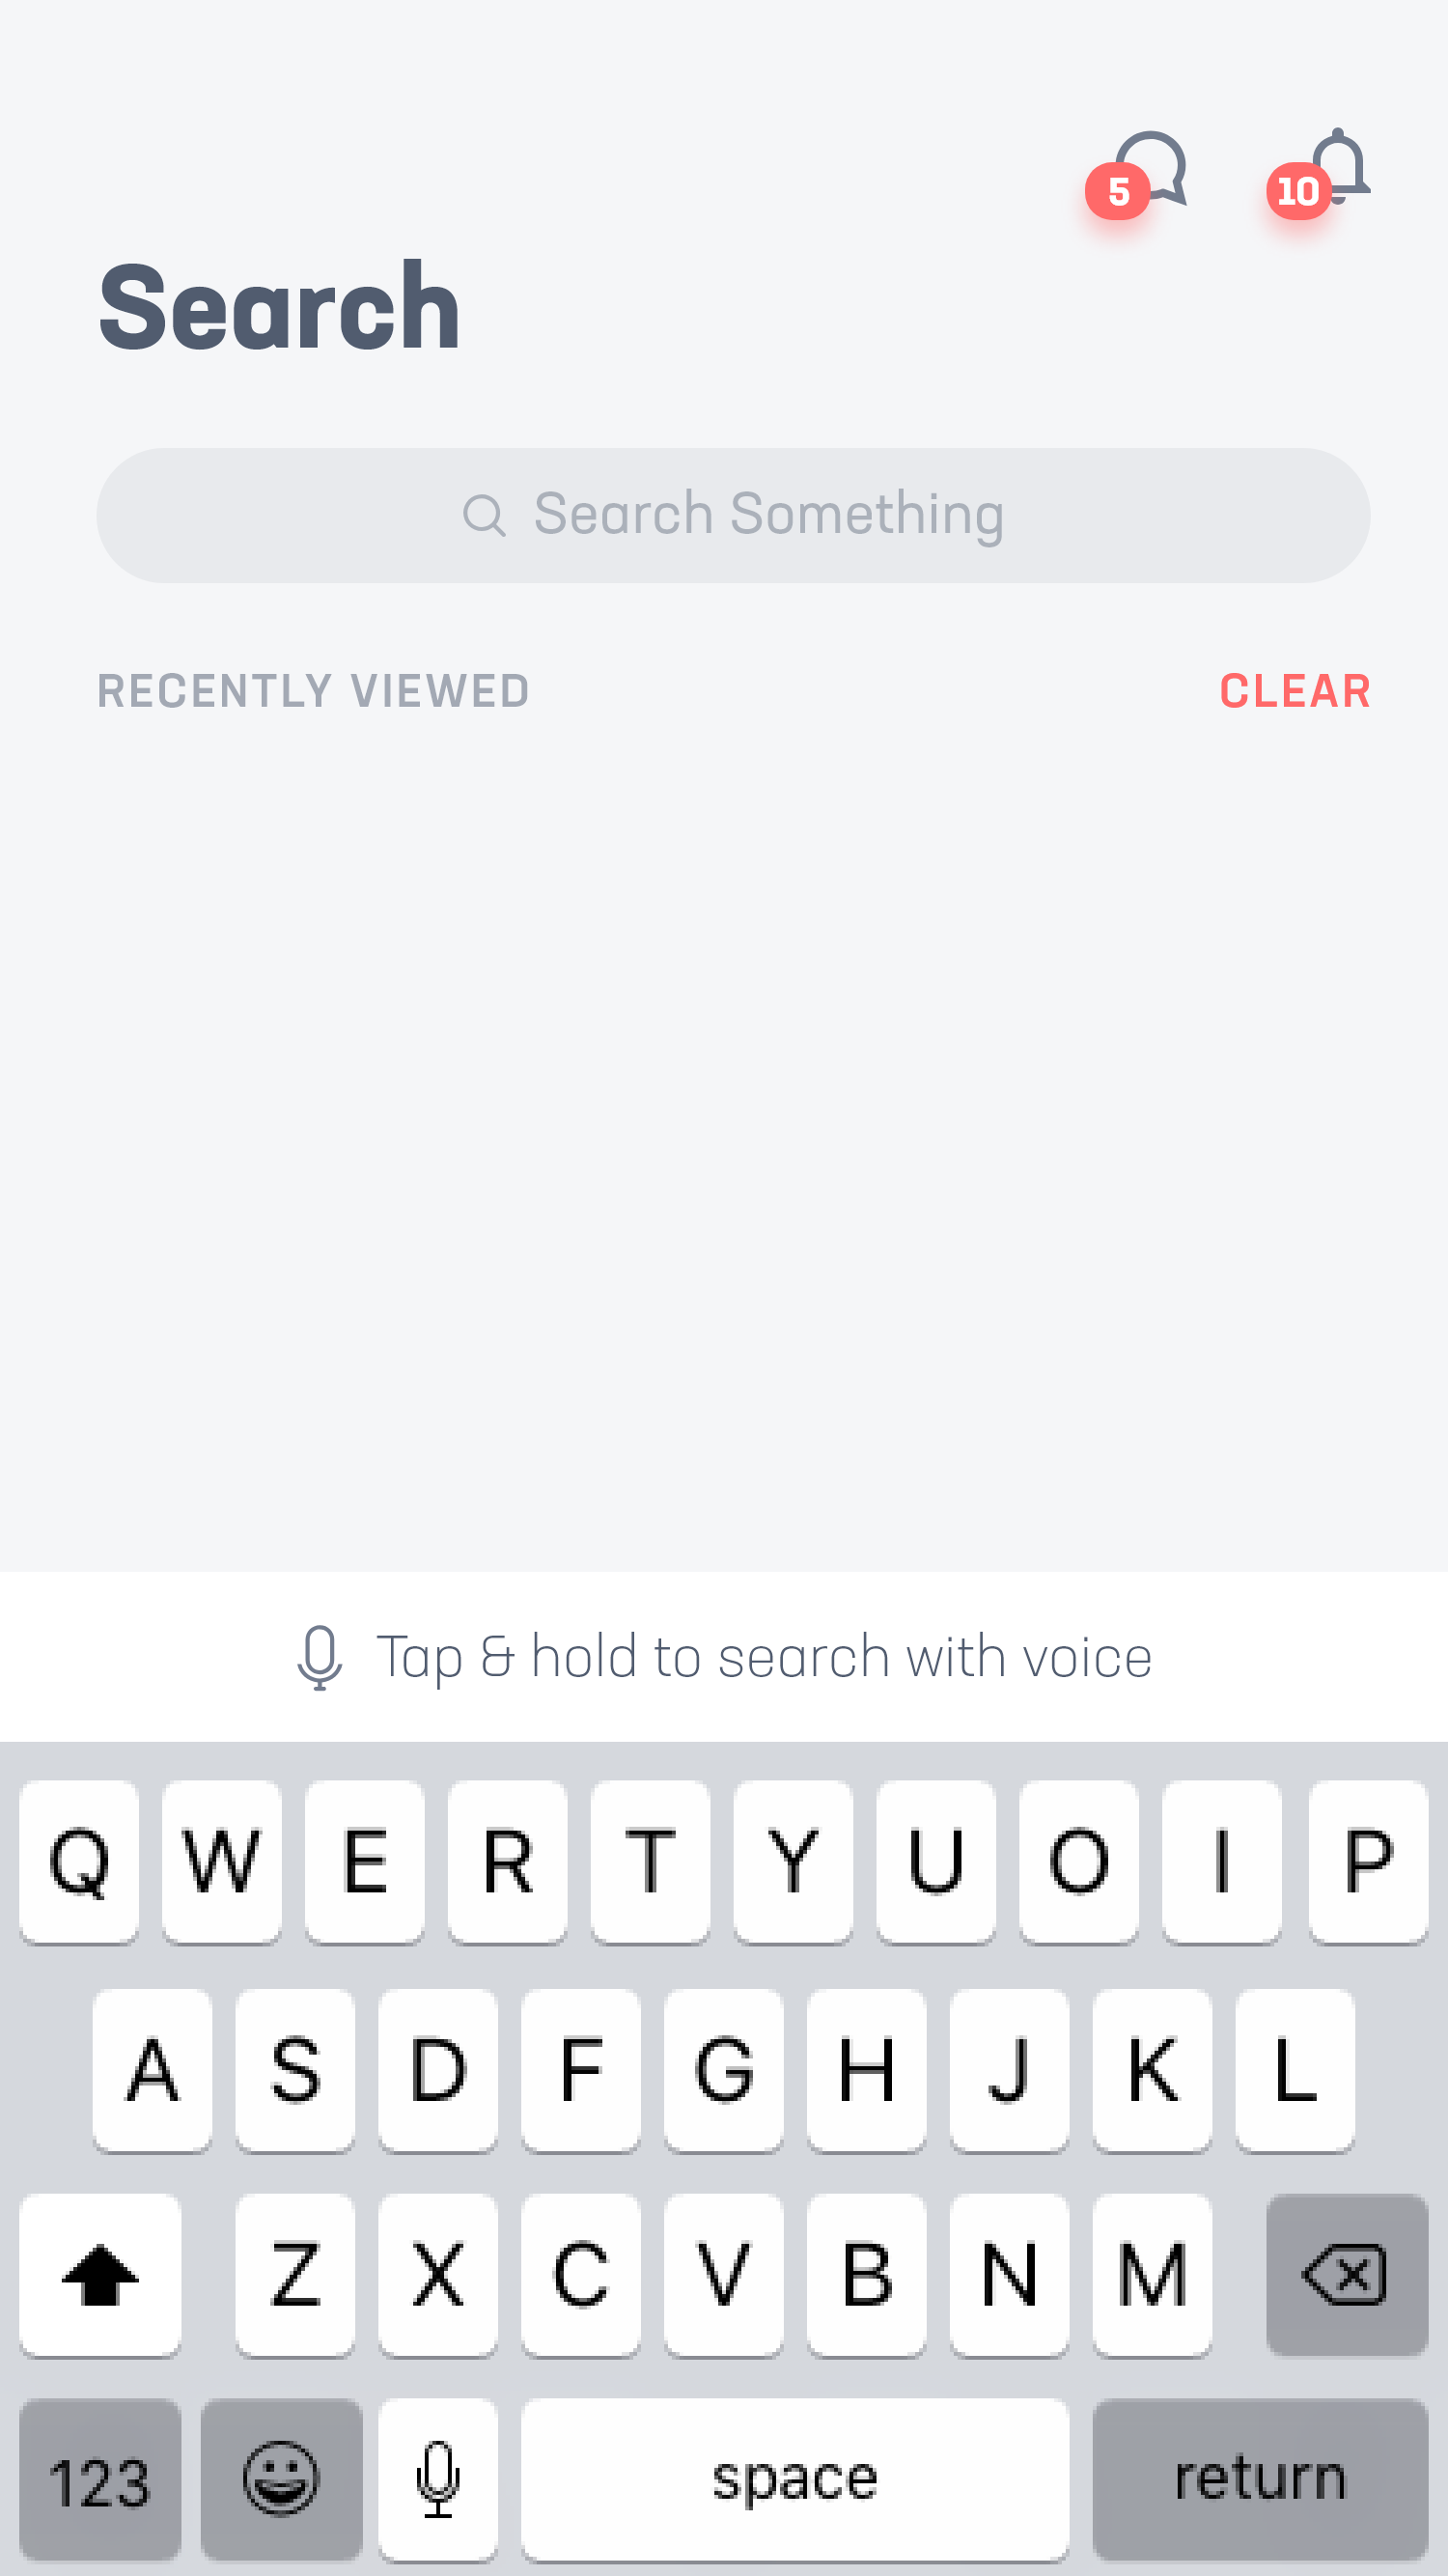 5 10
Search
Search Something
RECENTLY VIEWED CLEAR
Tap & hold to search with voice
Q W E R T Y U O I P
A S D F G H J K L
Z X C V B N M
123 space return